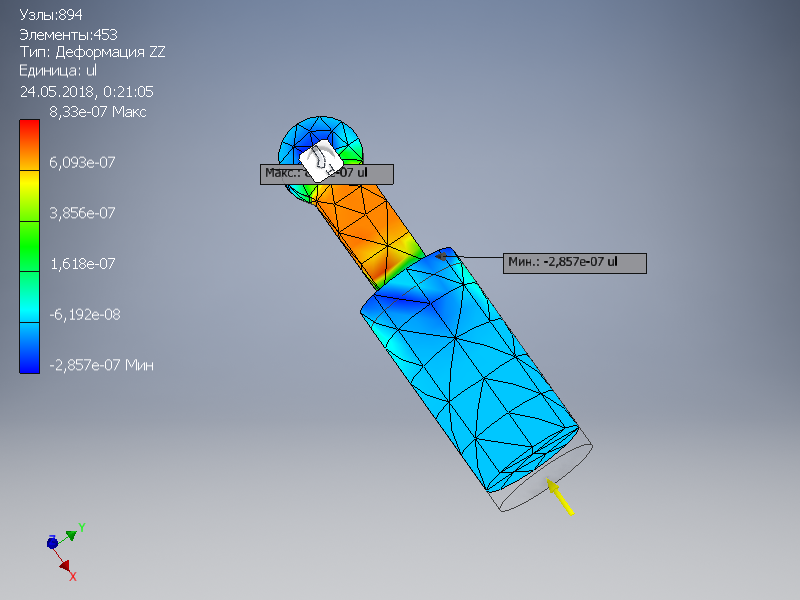 Узлы:894
Элементы:453
Тип: Деформация ZZ
Единица: ul
24.05.2018, 0:21:05
8,33e-07 Макс
6,093e-07
3,856e-07
1,618e-07
-6,192e-08
-2,857e-07 Мин
Макс.: e-07 ul
Мин.: -2,857e-07 ul
Z
Y
X